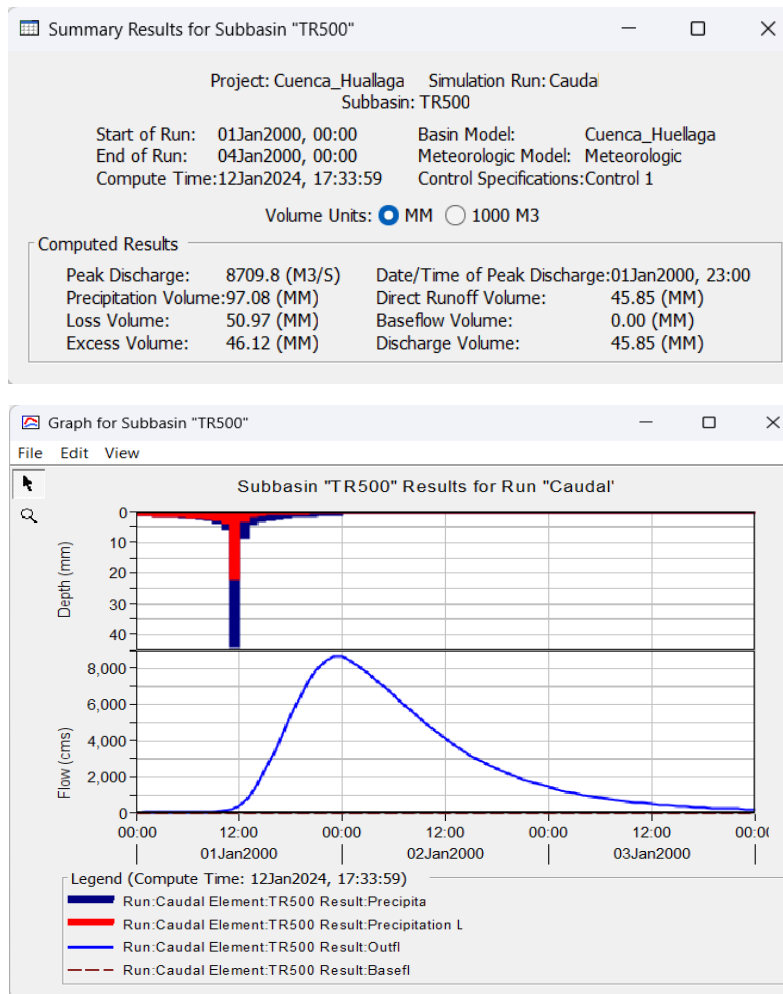 Summary Results for Subbasin "TR500"
Project: Cuenca_Huallaga Simulation Run: Caudal
Subbasin: TR500
Start of Run: 01Jan2000, 00:00 Basin Model: Cuenca_Huellaga
End of Run: 04Jan2000, 00:00 Meteorologic Model: Meteorologic
Compute Time:12Jan2024, 17:33:59 Control Specifications:Control 1
Volume Units: MM 1000 M3
Computed Results
Peak Discharge: 8709.8 (M3/S) Date/Time of Peak Discharge:01Jan2000, 23:00
Precipitation Volume:97.08 (MM) Direct Runoff Volume: 45.85 (MM)
Loss Volume: 50.97 (MM) Baseflow Volume: 0.00 (MM)
Excess Volume: 46.12 (MM) Discharge Volume: 45.85 (MM)
Graph for Subbasin "TR500"
File Edit View
Subbasin "TR500" Results for Run "Caudal'
Depth (mm)
0
10
20
30
40
Flow (cms)
8,000
6,000
4,000
2,000
0
00:00 12:00 00:00 12:00 00:00 12:00 00:0
01Jan2000 02Jan2000 03Jan2000
Legend (Compute Time: 12Jan2024, 17:33:59)
Run:Caudal Element:TR500 Result:Precipita
Run:Caudal Element:TR500 Result:Precipitation L
Run:Caudal Element:TR500 Result:Outfl
Run:Caudal Element:TR500 Result:Basefl